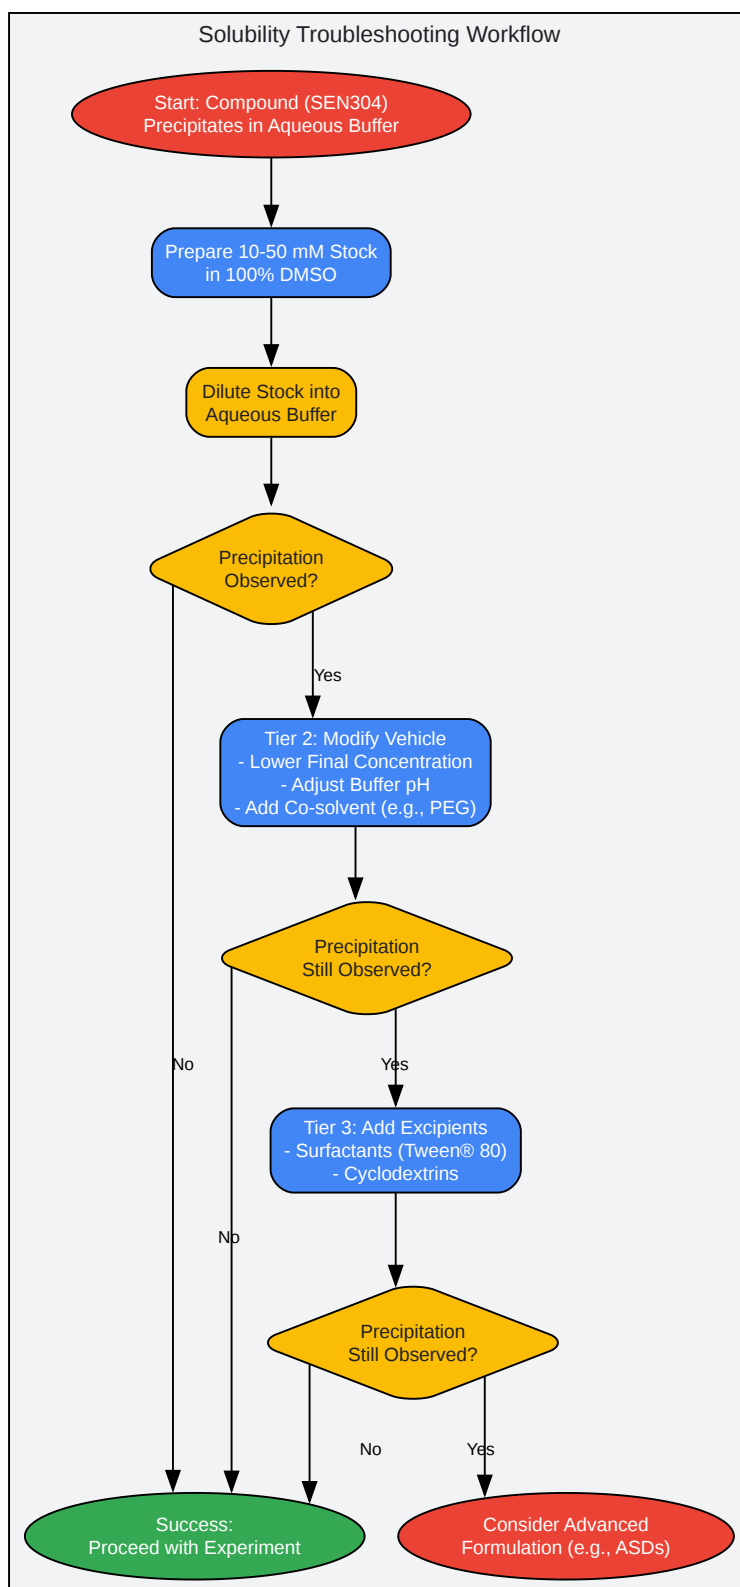 Solubility Troubleshooting Workflow
Start: Compound (SEN304)
Precipitates in Aqueous Buffer
Prepare 10-50 mM Stock
in 100% DMSO
Dilute Stock into
Aqueous Buffer
Precipitation
Observed?
Yes
Tier 2: Modify Vehicle
- Lower Final Concentration
- Adjust Buffer pH
- Add Co-solvent (e.g., PEG)
Precipitation
Still Observed?
No
Yes
Tier 3: Add Excipients
- Surfactants (Tween® 80)
- Cyclodextrins
No
Precipitation
Still Observed?
No
Yes
Success:
Proceed with Experiment
Consider Advanced
Formulation (e.g., ASDs)